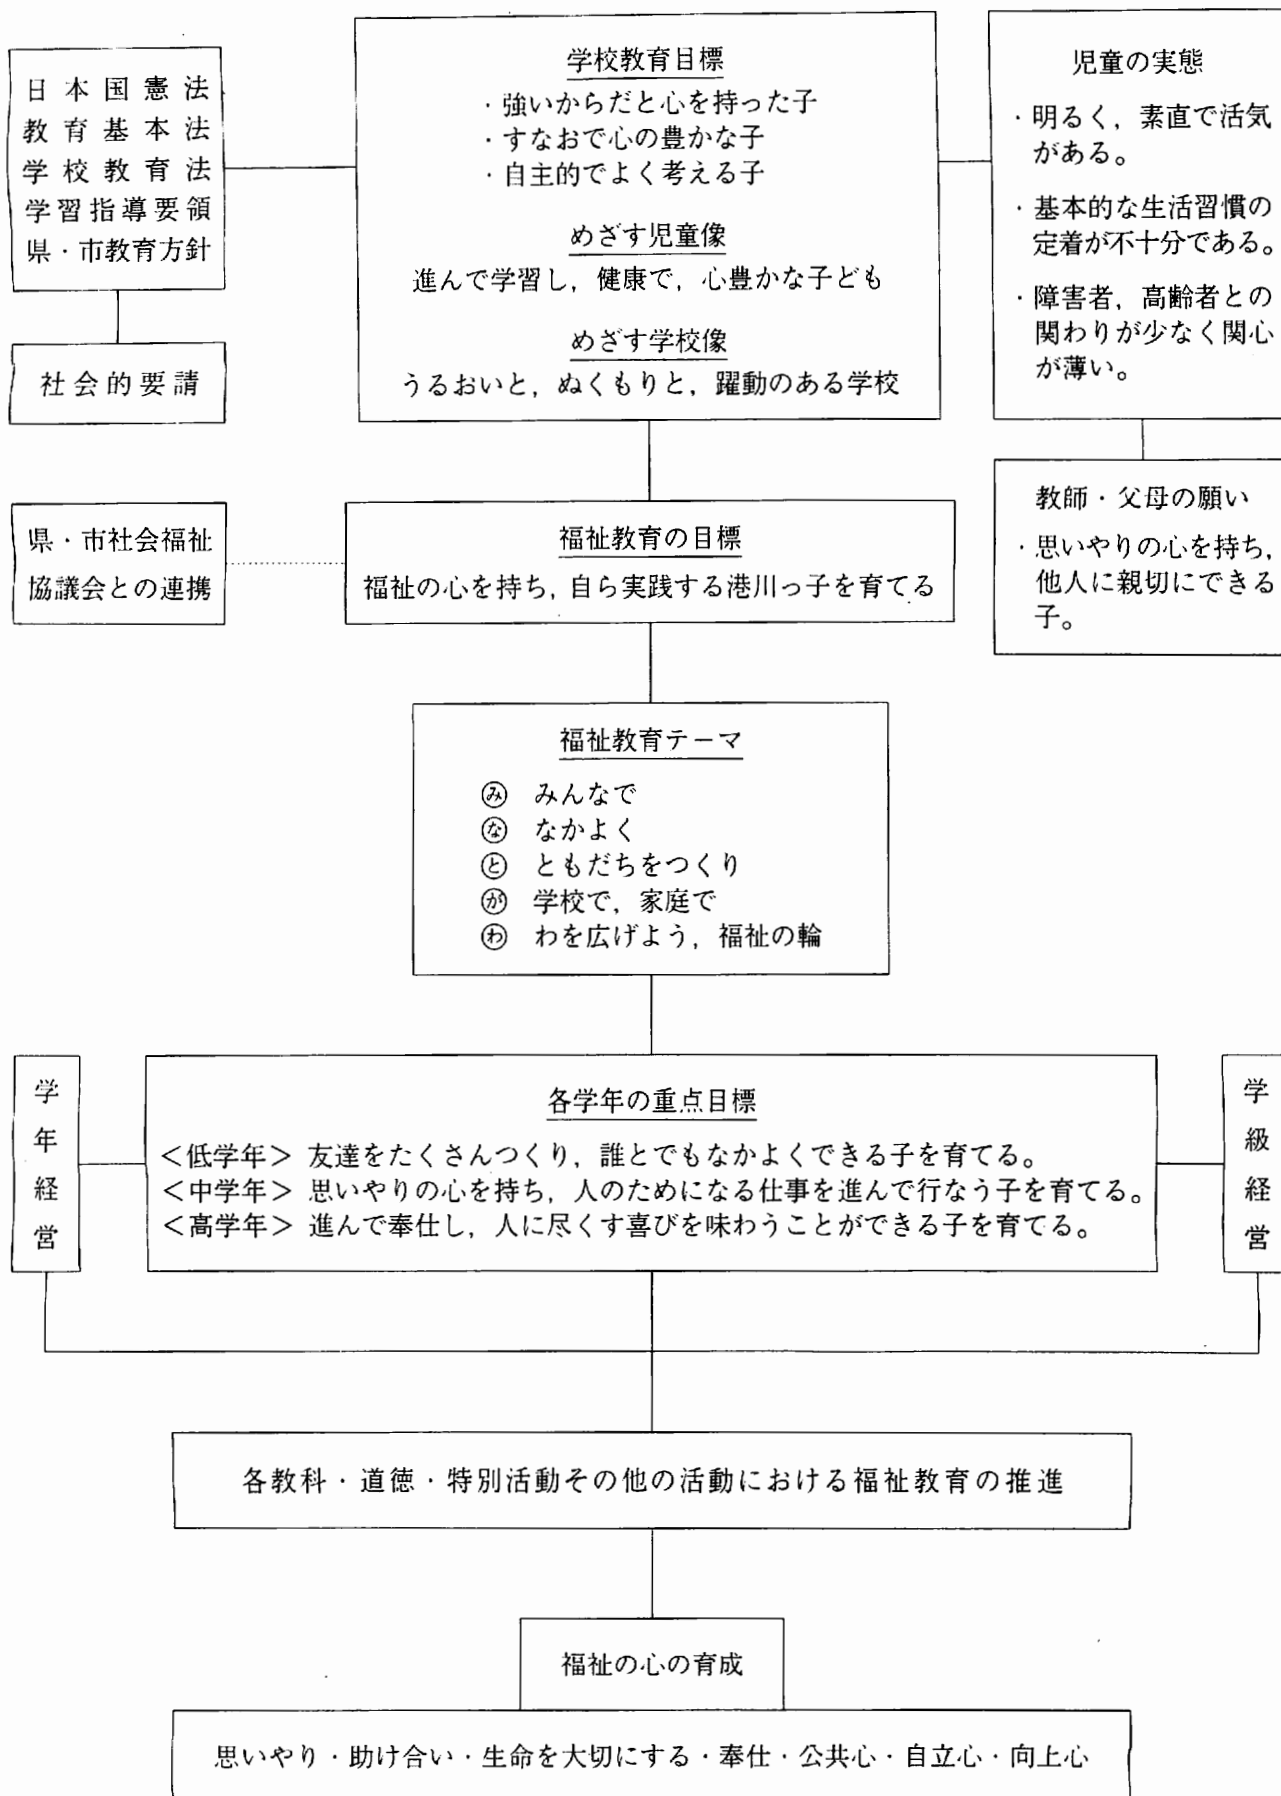 日本国憲法
教育基本法
学校教育法
学習指導要領
県・市教育方針
社会的要請
学校教育目標
・強いからだと心を持った子
・すなおで心の豊かな子
・自主的でよく考える子
めざす児童像
進んで学習し，健康で，心豊かな子ども
めざす学校像
うるおいと，ぬくもりと，躍動のある学校
児童の実態
・明るく，素直で活気
がある。
・基本的な生活習慣の
定着が不十分である。
・障害者，高齢者との
関わりが少なく関心
が薄い。
教師・父母の願い
・思いやりの心を持ち，
他人に親切にできる
子。
県・市社会福祉
協議会との連携
福祉教育の目標
福祉の心を持ち，自ら実践する港川っ子を育てる
福祉教育テーマ
み みんなで
な なかよく
と ともだちをつくり
が 学校で，家庭で
わ わを広げよう，福祉の輪
学年経営
各学年の重点目標
＜低学年＞ 友達をたくさんつくり，誰とでもなかよくできる子を育てる。
＜中学年＞ 思いやりの心を持ち，人のためになる仕事を進んで行なう子を育てる。
＜高学年＞ 進んで奉仕し，人に尽くす喜びを味わうことができる子を育てる。
学級経営
各教科・道徳・特別活動その他の活動における福祉教育の推進
福祉の心の育成
思いやり・助け合い・生命を大切にする・奉仕・公共心・自立心・向上心